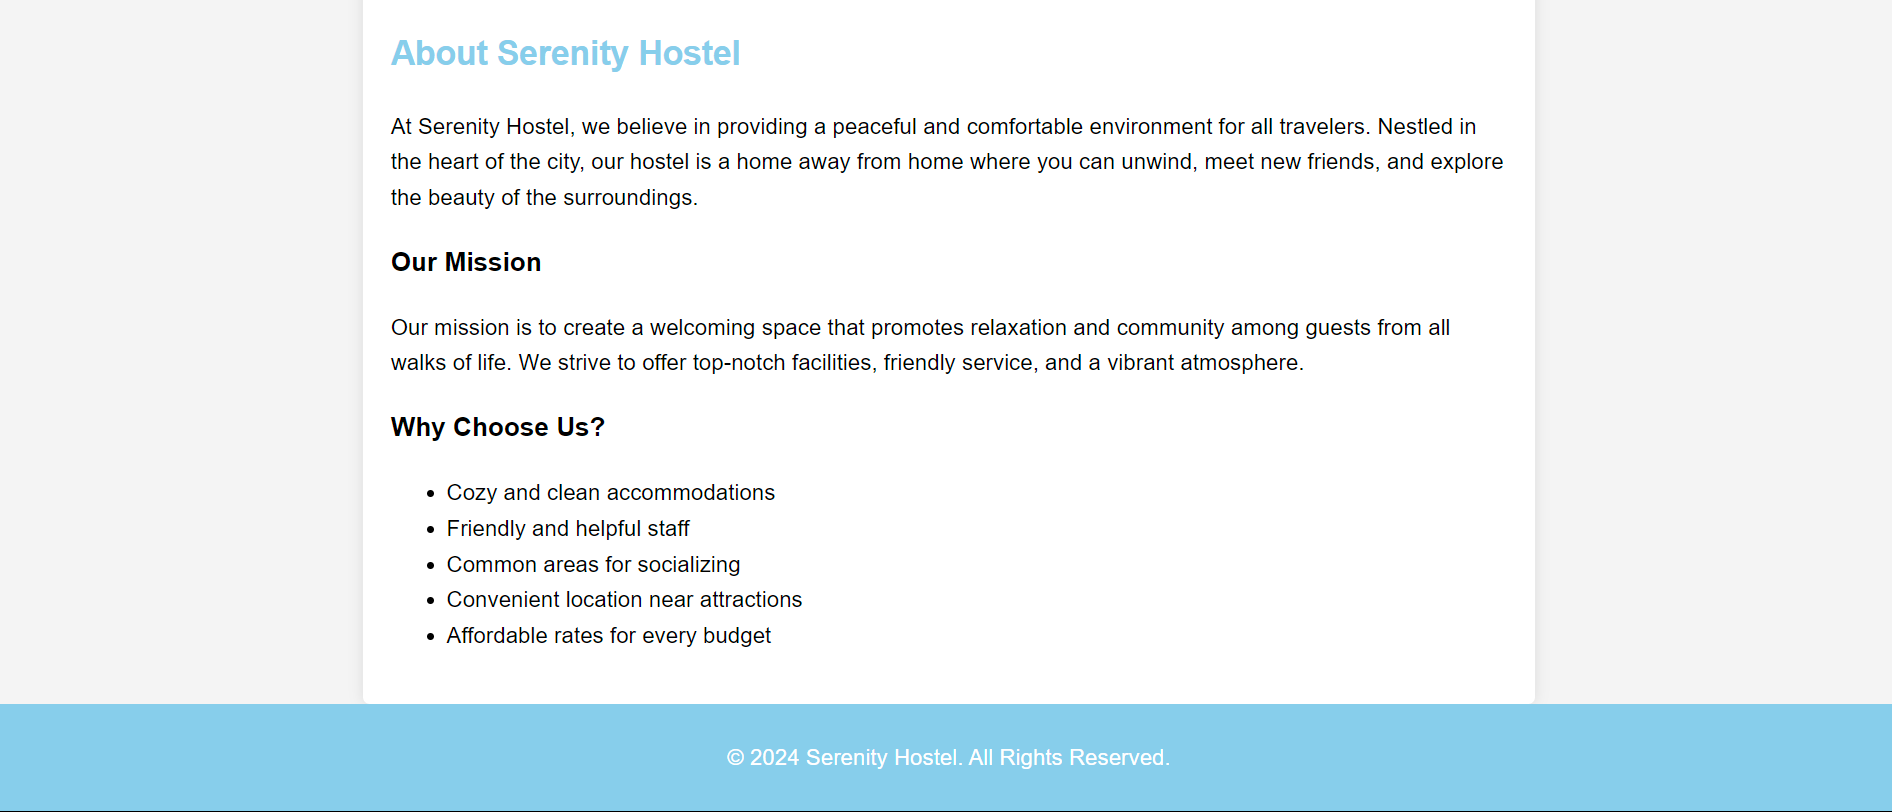 About Serenity Hostel
At Serenity Hostel, we believe in providing a peaceful and comfortable environment for all travelers. Nestled in
the heart of the city, our hostel is a home away from home where you can unwind, meet new friends, and explore
the beauty of the surroundings.
Our Mission
Our mission is to create a welcoming space that promotes relaxation and community among guests from all
walks of life. We strive to offer top-notch facilities, friendly service, and a vibrant atmosphere.
Why Choose Us?
• Cozy and clean accommodations
• Friendly and helpful staff
• Common areas for socializing
• Convenient location near attractions
• Affordable rates for every budget
© 2024 Serenity Hostel. All Rights Reserved.